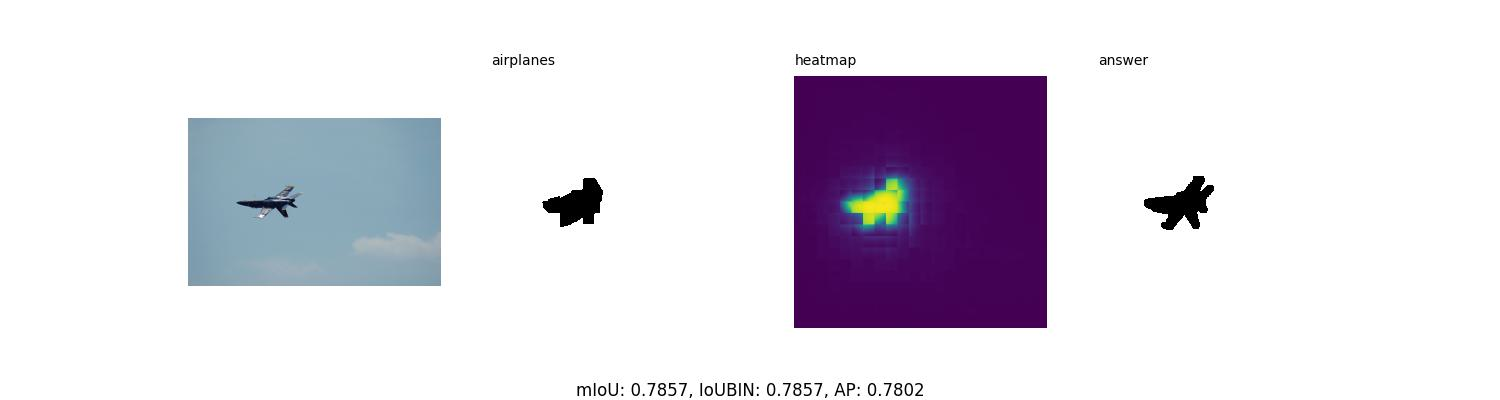 airplanes
heatmap
answer
mIoU: 0.7857, IoUBIN: 0.7857, AP: 0.7802